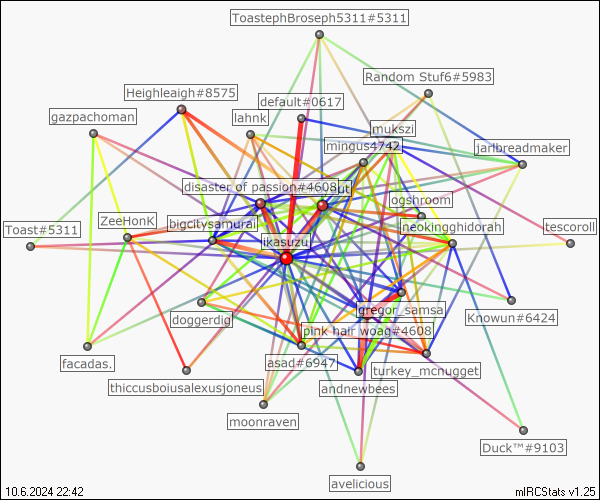 ToastephBroseph5311#5311
Random Stuf6#5983
Heighleaigh#8575
default#0617
gazpachoman
lahnk
mukszi
mingus4742
jarlbreadmaker
disaster of passion#4608
ogshroom
Toast#5311
ZeeHonK
bigcitysamurai
neokingghidorah
tescoroll
ikasuzu
doggerdig
gregor_samsa
Knowun#6424
pink hair woag#4608
facadas.
asad#6947
turkey_mcnugget
thiccusboiusalexusjoneus
andnewbees
moonraven
Duck™#9103
avelicious
10.6.2024 22:42
mIRCStats v1.25